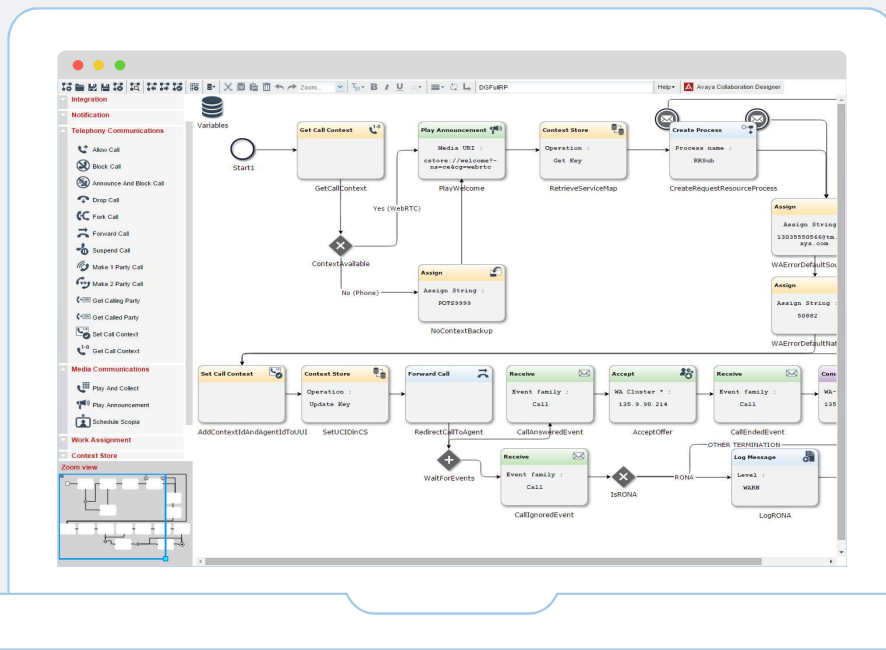 Zoom...
B I U
DGFullRP
Help
Avaya Collaboration Designer
Integration
Notification
Telephony Communications
Allow Call
Block Call
Announce And Block Call
Drop Call
Fork Call
Forward Call
Suspend Call
Make 1 Party Call
Make 2 Party Call
Get Calling Party
Get Called Party
Set Call Context
Get Call Context
Media Communications
Play And Collect
Play Announcement
Schedule Scopia
Work Assignment
Context Store
Zoom view
Variables
Start1
Get Call Context
GetCallContext
Play Announcement
Media URI :
cstore://welcome?-
ns=ce&cg=webrtc
PlayWelcome
Context Store
Operation :
Get Key
RetrieveServiceMap
Create Process
Process name :
RRSub
CreateRequestResourceProcess
Yes (WebRTC)
ContextAvailable
No (Phone)
Assign
Assign String :
POTS9999
NoContextBackup
Assign
Assign String
13035550566@tm.
aya.com
WAErrorDefaultSou
Assign
Assign String :
50882
WAErrorDefaultNat
Set Call Context
AddContextIdAndAgentIdToUUI
Context Store
Operation :
Update Key
SetUCIDinCS
Forward Call
RedirectCallToAgent
Receive
Event family :
Call
CallAnsweredEvent
Accept
WA Cluster * :
135.9.90.214
AcceptOffer
Receive
Event family :
Call
CallEndedEvent
Com
WA-
135
WaitForEvents
Receive
Event family :
Call
CallIgnoredEvent
IsRONA
OTHER TERMINATION
RONA
Log Message
Level :
WARN
LogRONA